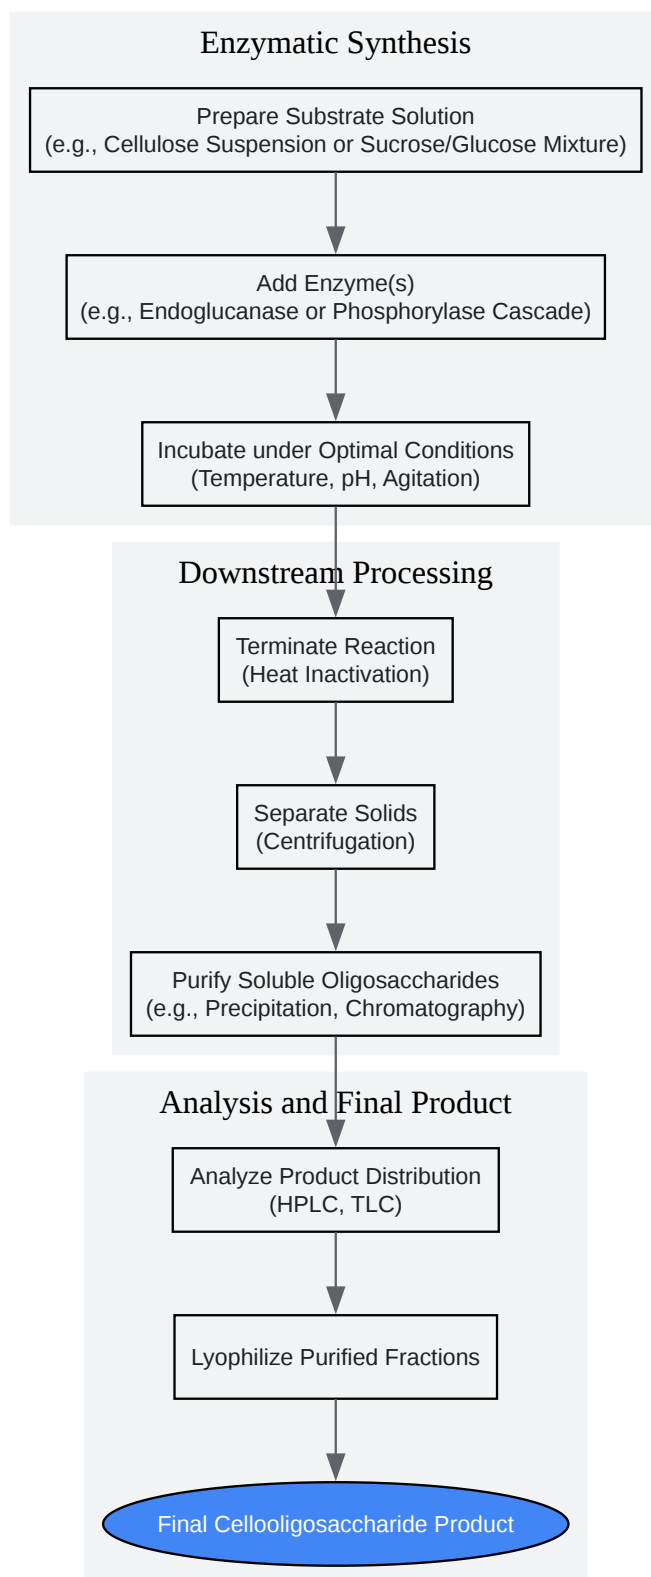 Enzymatic Synthesis
Prepare Substrate Solution
(e.g., Cellulose Suspension or Sucrose/Glucose Mixture)
Add Enzyme(s)
(e.g., Endoglucanase or Phosphorylase Cascade)
Incubate under Optimal Conditions
(Temperature, pH, Agitation)
Downstream Processing
Terminate Reaction
(Heat Inactivation)
Separate Solids
(Centrifugation)
Purify Soluble Oligosaccharides
(e.g., Precipitation, Chromatography)
Analysis and Final Product
Analyze Product Distribution
(HPLC, TLC)
Lyophilize Purified Fractions
Final Cellooligosaccharide Product